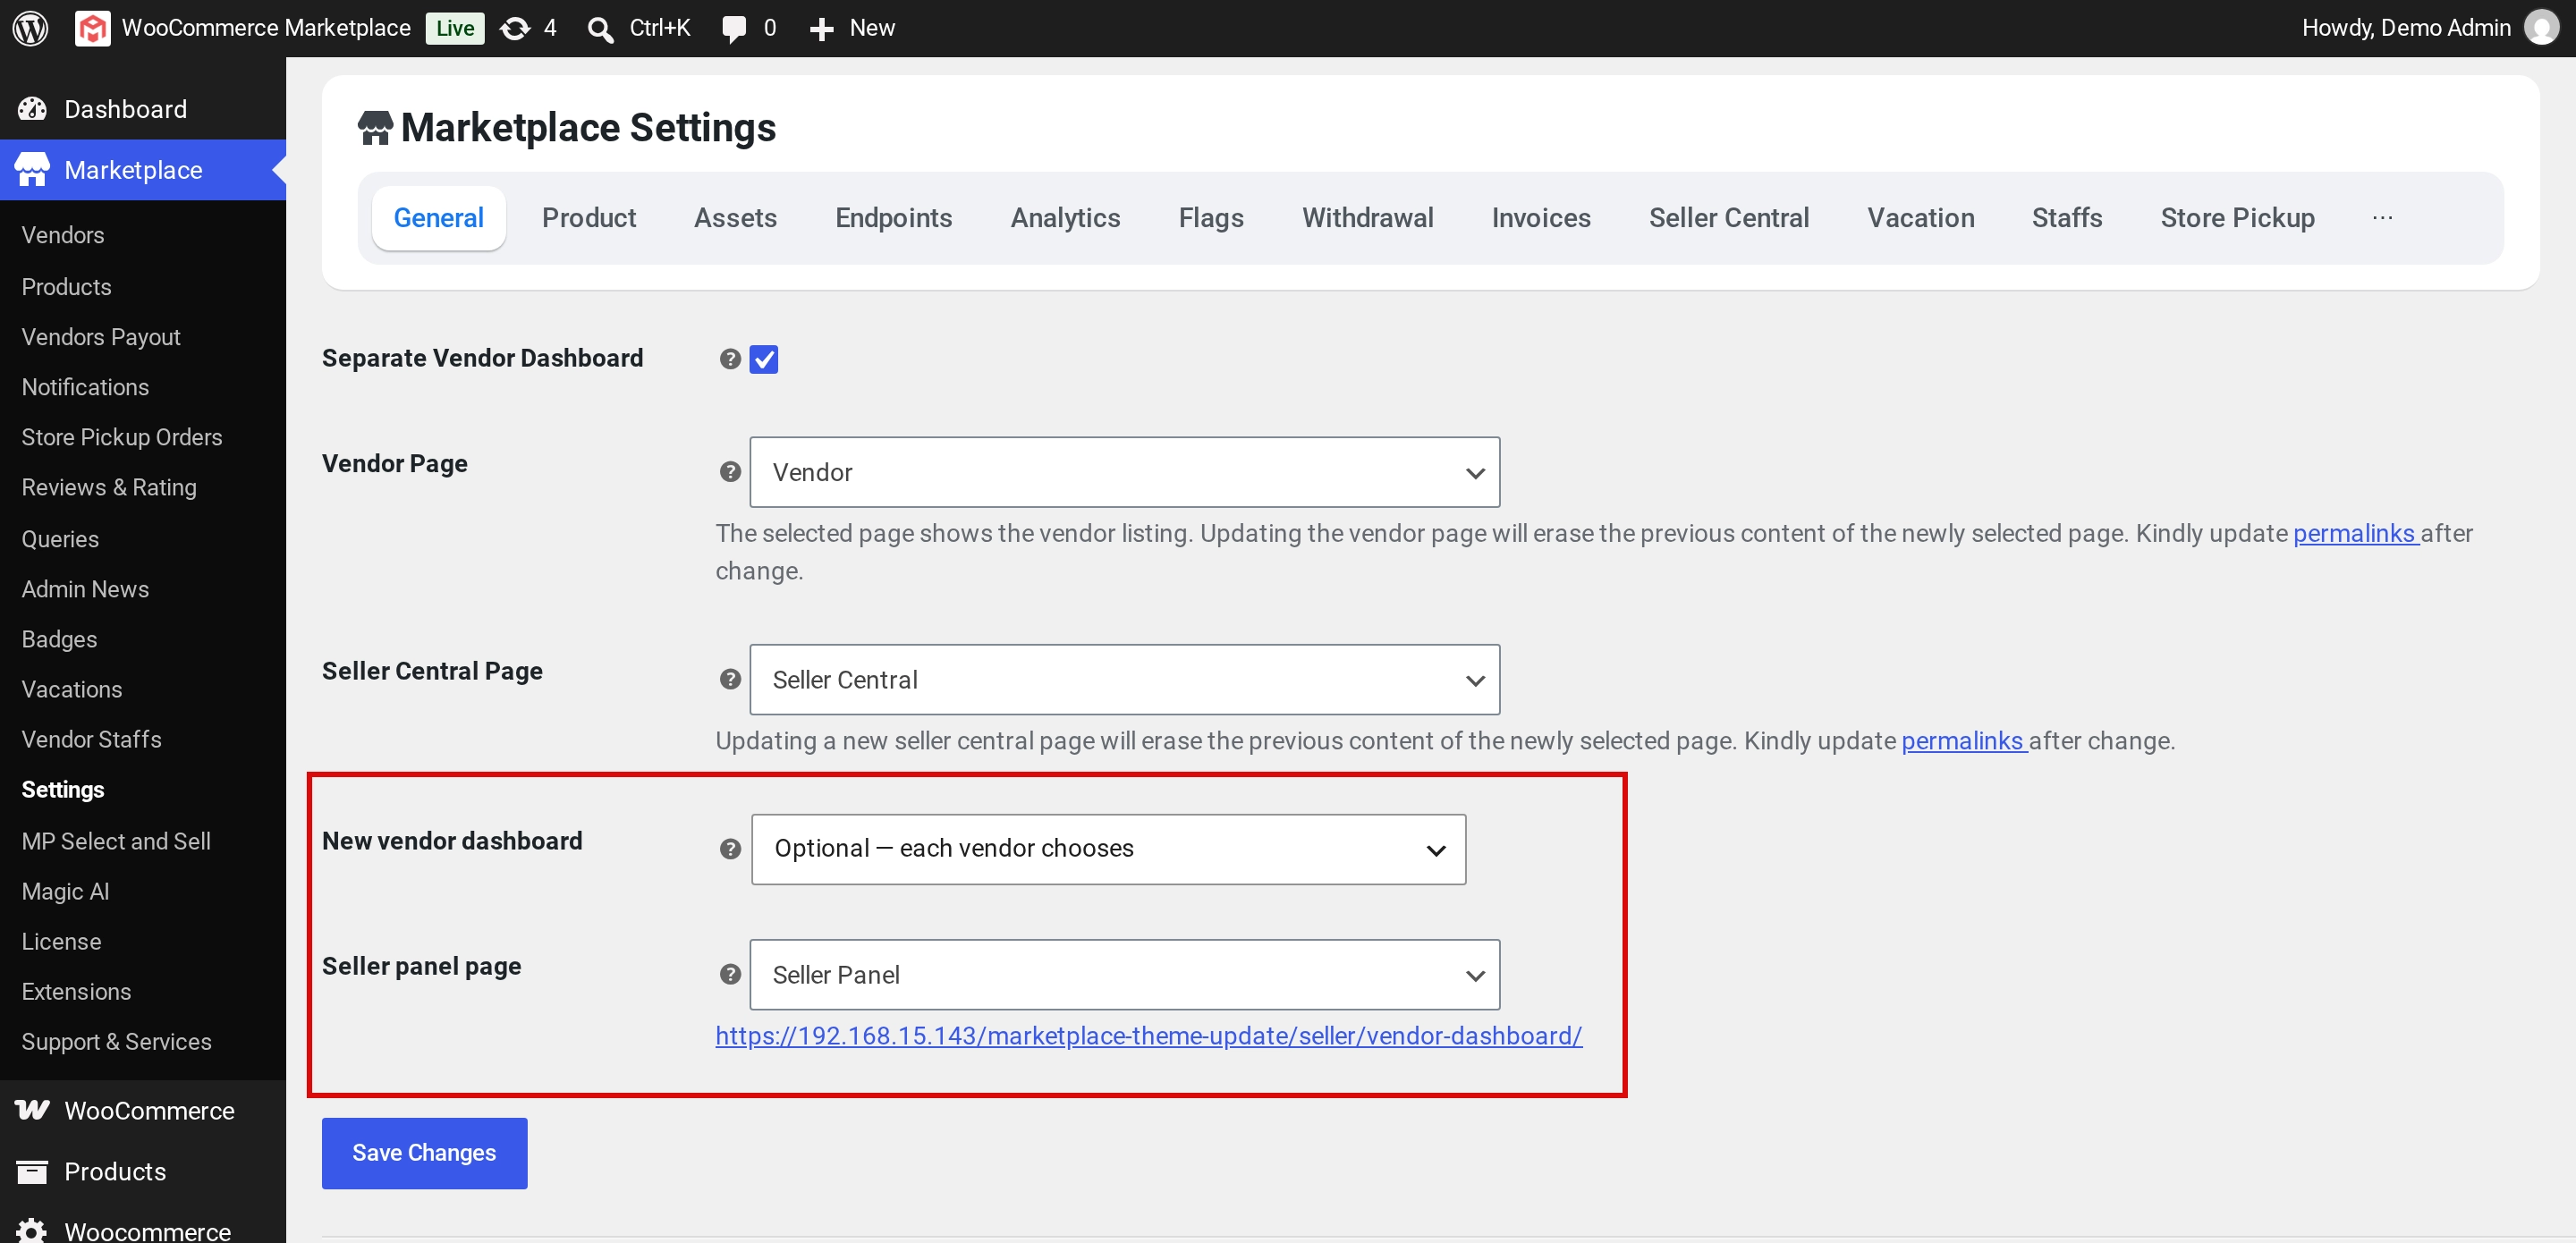 WooCommerce Marketplace Live 4 Ctrl+K 0 New Howdy, Demo Admin
Dashboard
Marketplace
Vendors
Products
Vendors Payout
Notifications
Store Pickup Orders
Reviews & Rating
Queries
Admin News
Badges
Vacations
Vendor Staffs
Settings
MP Select and Sell
Magic AI
License
Extensions
Support & Services
WooCommerce
Products
Woocommerce
Marketplace Settings
General Product Assets Endpoints Analytics Flags Withdrawal Invoices Seller Central Vacation Staffs Store Pickup ...
Separate Vendor Dashboard
Vendor Page
Vendor
The selected page shows the vendor listing. Updating the vendor page will erase the previous content of the newly selected page. Kindly update permalinks after
change.
Seller Central Page
Seller Central
Updating a new seller central page will erase the previous content of the newly selected page. Kindly update permalinks after change.
New vendor dashboard
Optional — each vendor chooses
Seller panel page
Seller Panel
https://192.168.15.143/marketplace-theme-update/seller/vendor-dashboard/
Save Changes